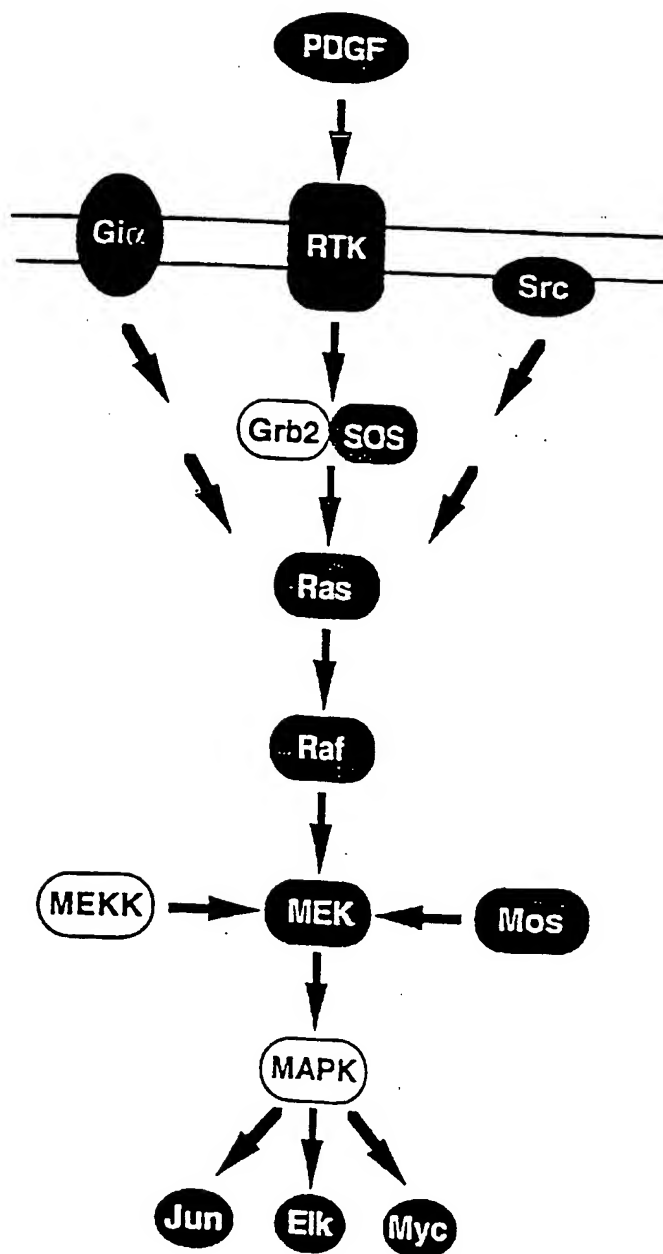 PDGF
Giα
RTK
Src
Grb2 SOS
Ras
Raf
MEKK MEK Mos
MAPK
Jun Elk Myc